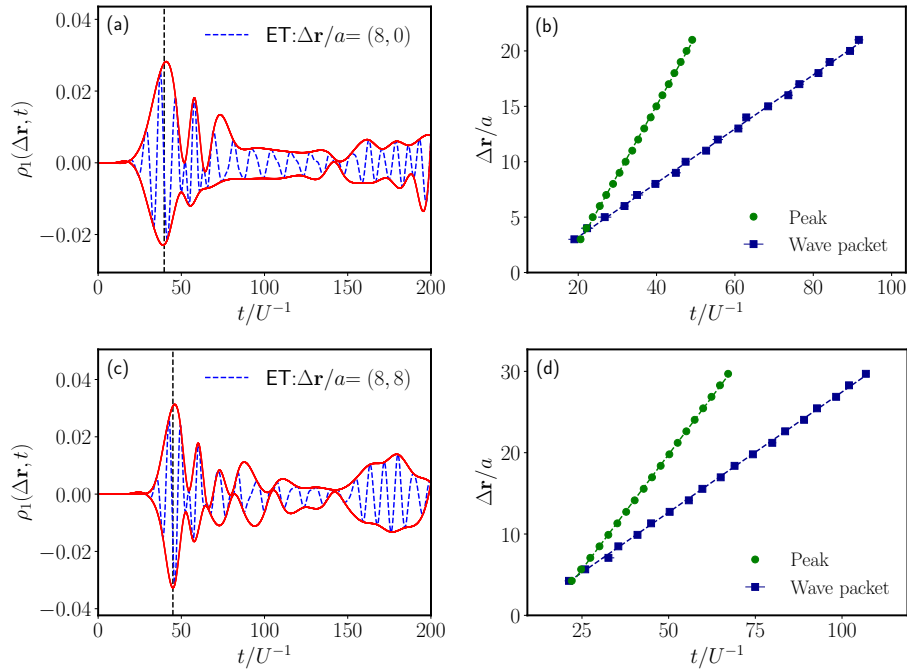 (a)
ET:Δr/a= (8, 0)
0.04
0.02
0.00
−0.02
ρ₁(Δr, t)
0 50 100 150 200
t/U⁻¹
(b)
20
15
10
5
0
Δr/a
Peak
Wave packet
20 40 60 80 100
t/U⁻¹
(c)
ET:Δr/a= (8, 8)
0.04
0.02
0.00
−0.02
−0.04
ρ₁(Δr, t)
0 50 100 150 200
t/U⁻¹
(d)
30
20
10
0
Δr/a
Peak
Wave packet
25 50 75 100
t/U⁻¹